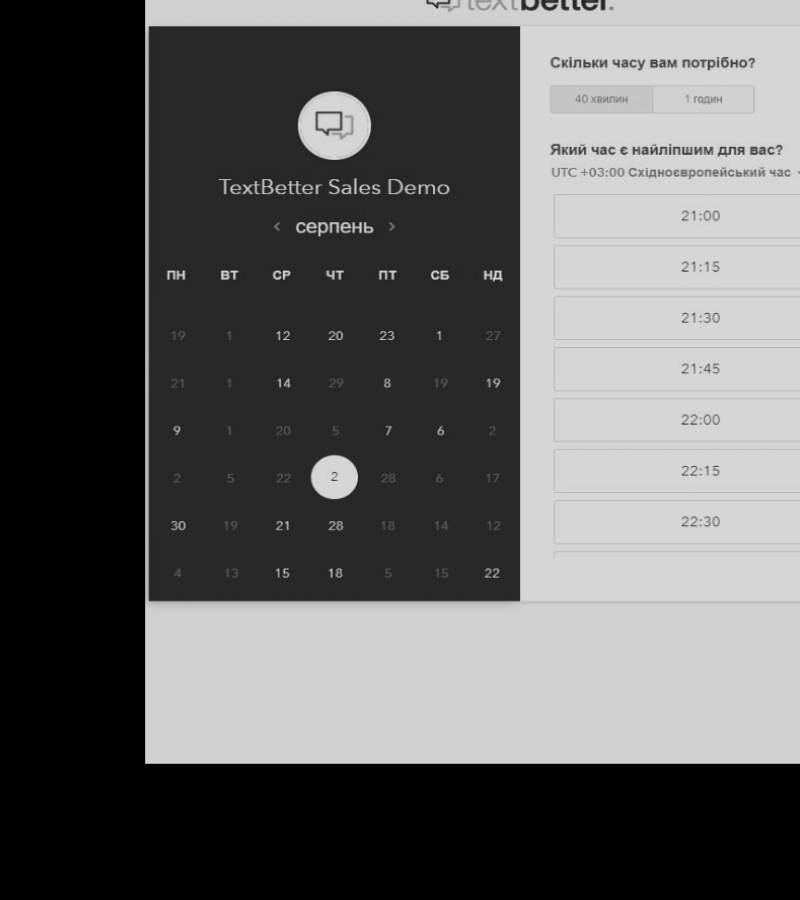 textbetter.
TextBetter Sales Demo
< серпень >
ПН ВТ СР ЧТ ПТ СБ НД
19 1 12 20 23 1 27
21 1 14 29 8 19 19
9 1 20 5 7 6 2
2 5 22 2 28 6 17
30 19 21 28 18 14 12
4 13 15 18 5 15 22
Скільки часу вам потрібно?
40 хвилин 1 годин
Який час є найліпшим для вас?
UTC +03:00 Східноєвропейський час
21:00
21:15
21:30
21:45
22:00
22:15
22:30